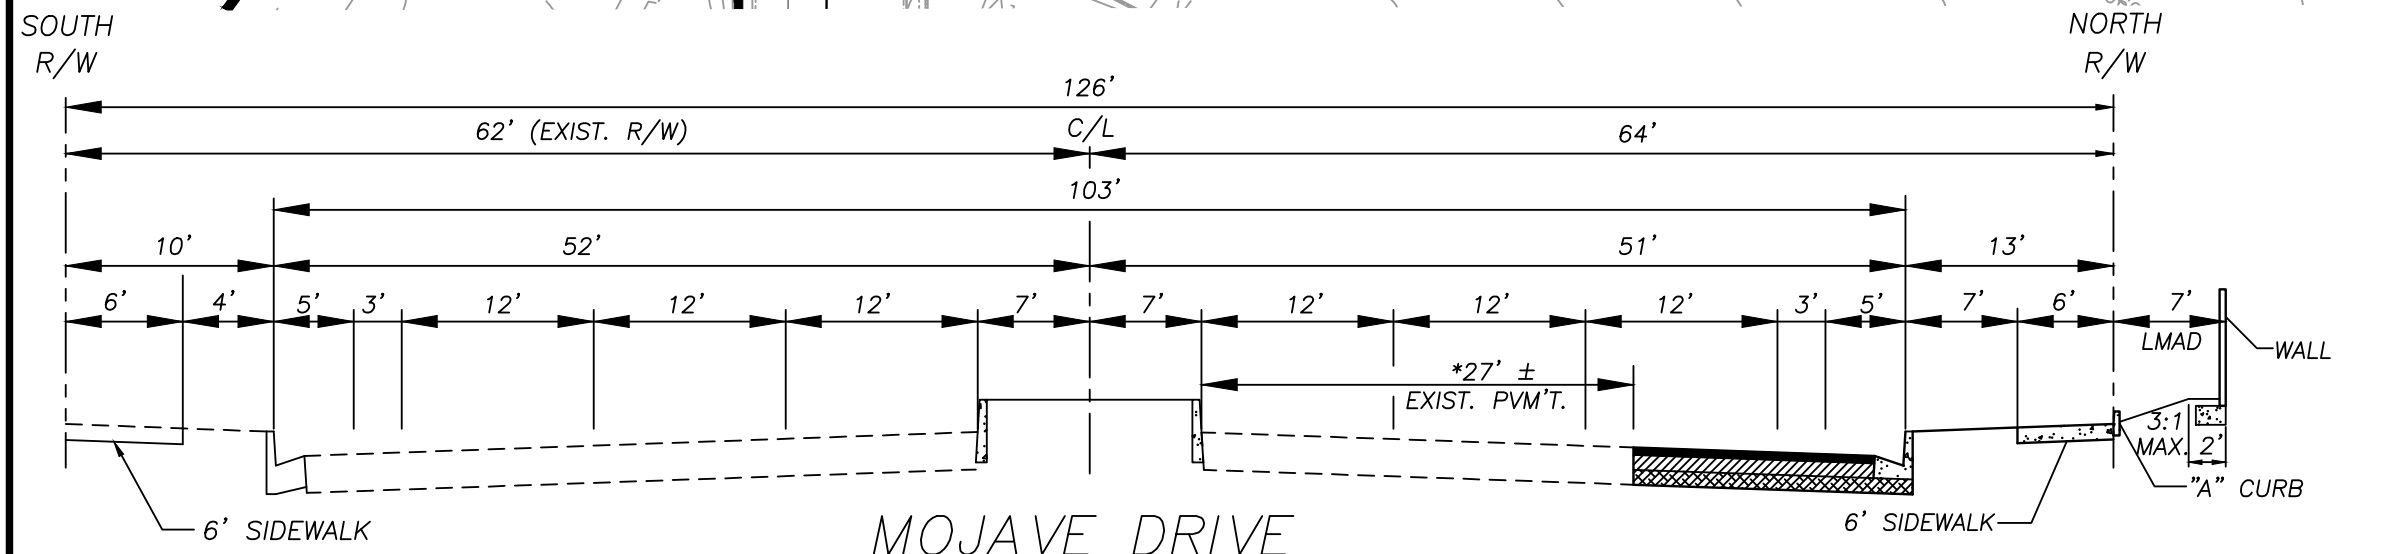 SOUTH
R/W
NORTH
R/W
126'
62' (EXIST. R/W)
C/L
64'
103'
10'
52'
51'
13'
6'
4'
5'
3'
12'
12'
12'
7'
7'
12'
12'
12'
3'
5'
7'
6'
7'
LMAD
WALL
*27' ±
EXIST. PVM'T.
3:1
MAX.
2'
"A" CURB
6' SIDEWALK
6' SIDEWALK
MOJAVE DRIVE